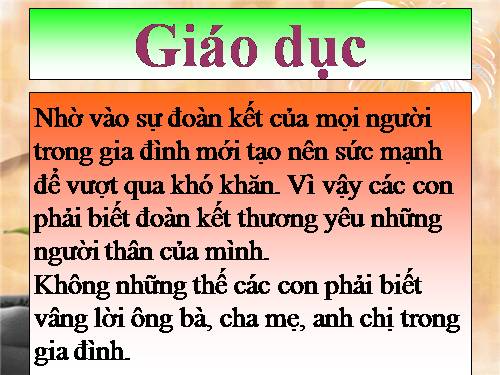 Giáo dục
Nhờ vào sự đoàn kết của mọi người
trong gia đình mới tạo nên sức mạnh
để vượt qua khó khăn. Vì vậy các con
phải biết đoàn kết thương yêu những
người thân của mình.
Không những thế các con phải biết
vâng lời ông bà, cha mẹ, anh chị trong
gia đình.